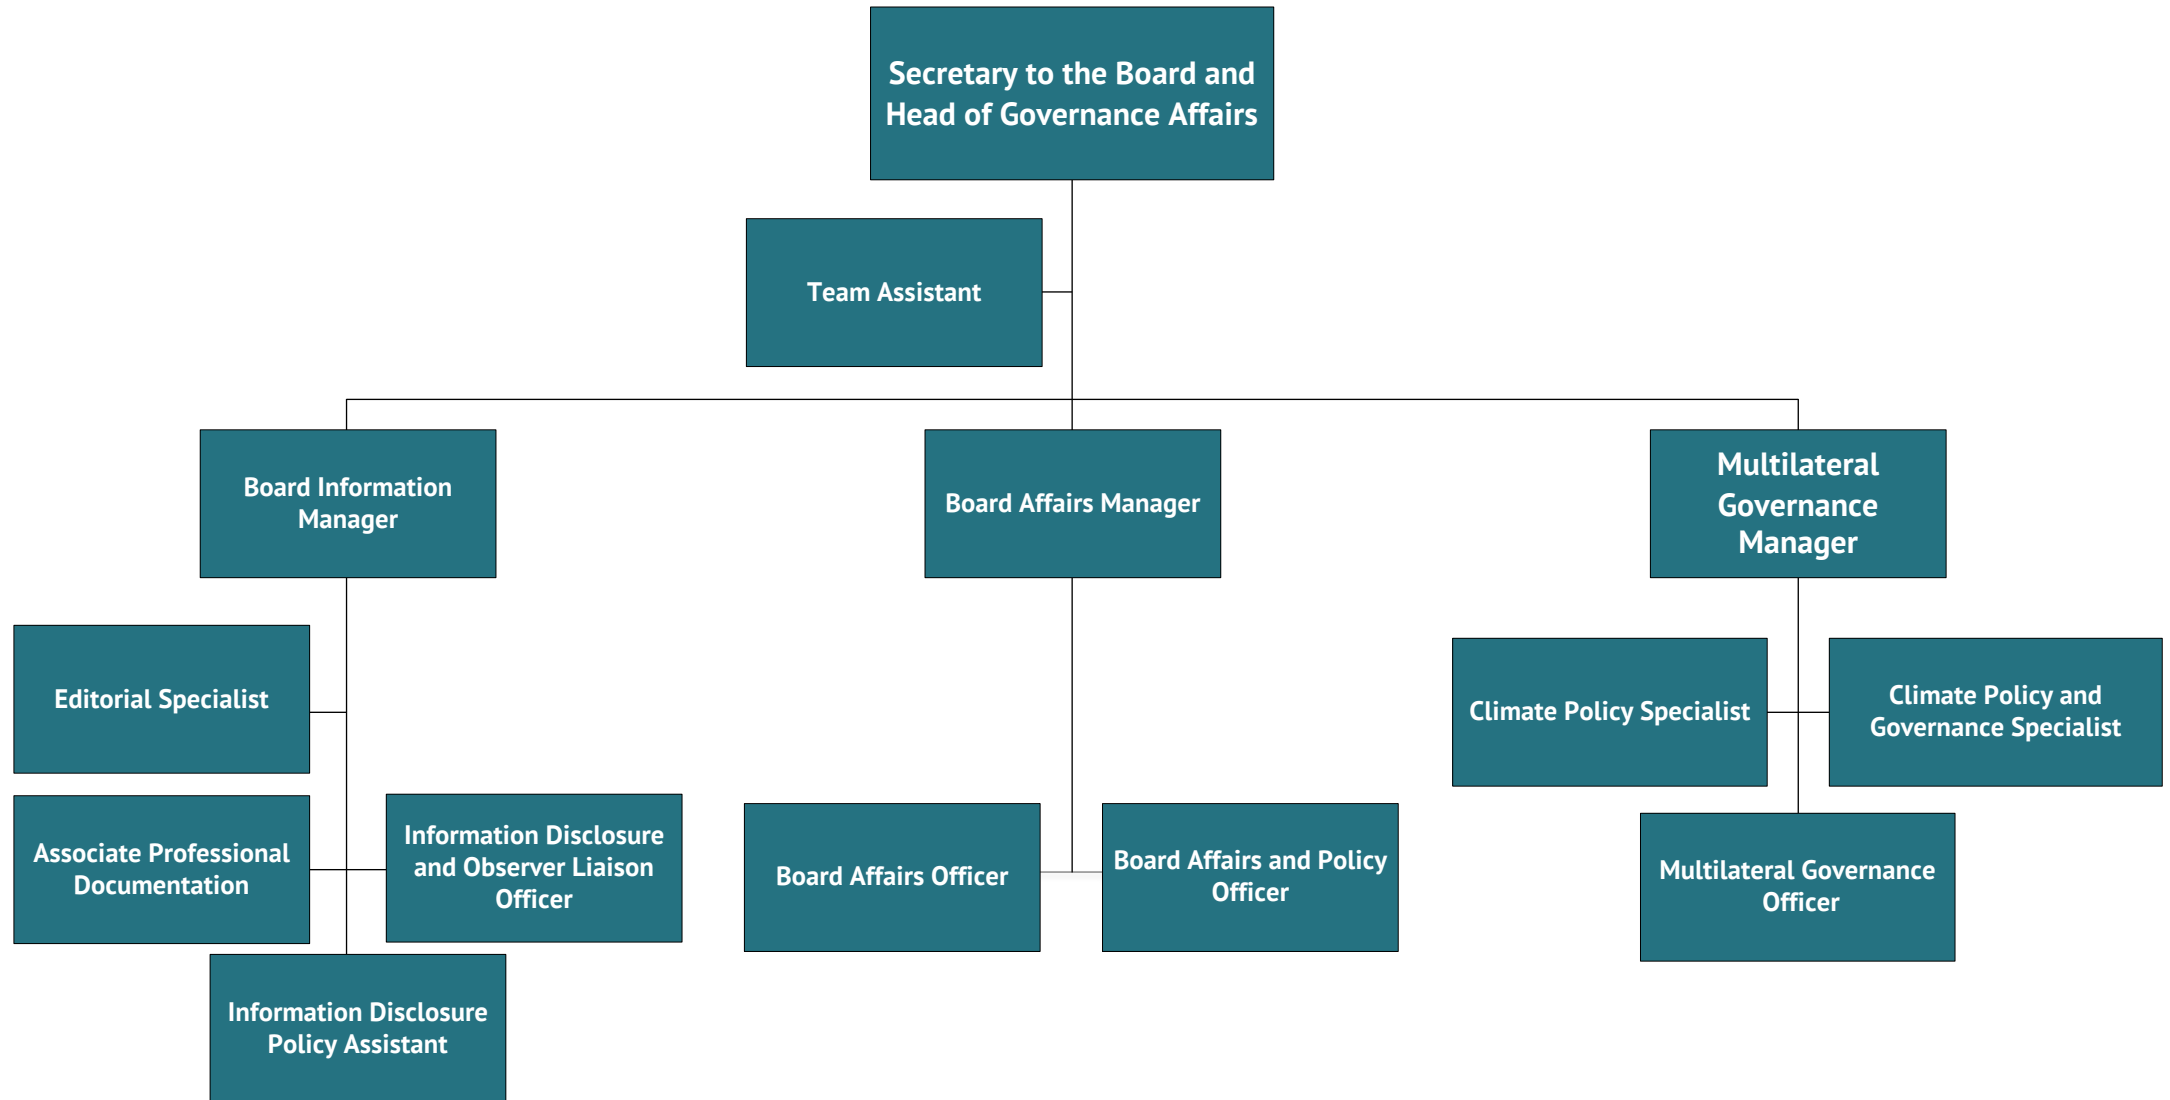 Secretary to the Board and
Head of Governance Affairs
Team Assistant
Board Information
Manager
Board Affairs Manager
Multilateral
Governance
Manager
Editorial Specialist
Climate Policy Specialist
Climate Policy and
Governance Specialist
Associate Professional
Documentation
Information Disclosure
and Observer Liaison
Officer
Board Affairs Officer
Board Affairs and Policy
Officer
Multilateral Governance
Officer
Information Disclosure
Policy Assistant